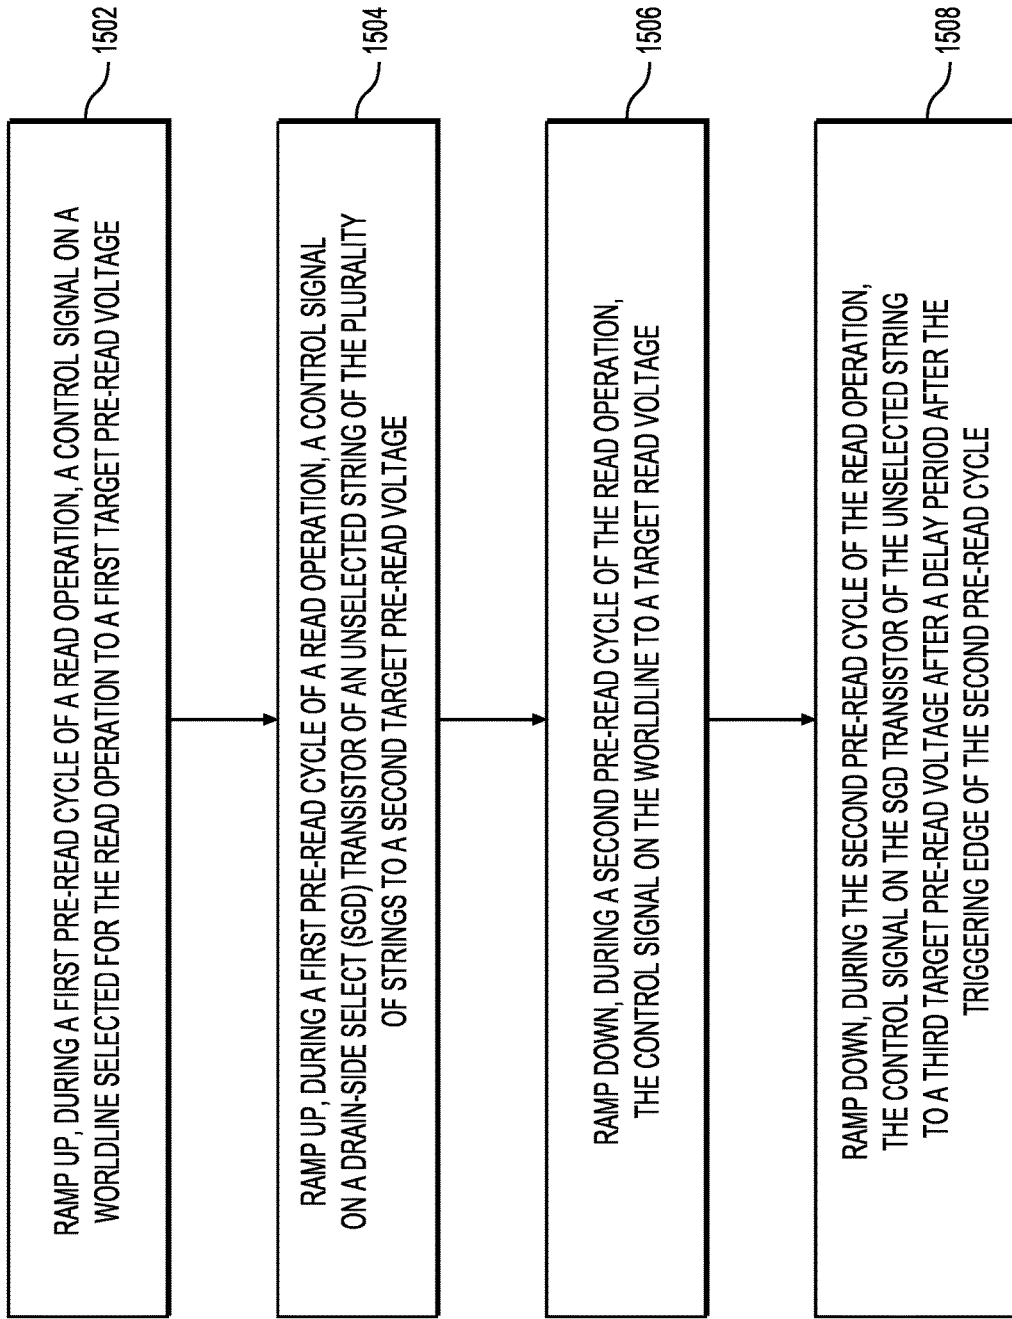 1502
RAMP UP, DURING A FIRST PRE-READ CYCLE OF A READ OPERATION, A CONTROL SIGNAL ON A
WORLDLINE SELECTED FOR THE READ OPERATION TO A FIRST TARGET PRE-READ VOLTAGE
1504
RAMP UP, DURING A FIRST PRE-READ CYCLE OF A READ OPERATION, A CONTROL SIGNAL
ON A DRAIN-SIDE SELECT (SGD) TRANSISTOR OF AN UNSELECTED STRING OF THE PLURALITY
OF STRINGS TO A SECOND TARGET PRE-READ VOLTAGE
1506
RAMP DOWN, DURING A SECOND PRE-READ CYCLE OF THE READ OPERATION,
THE CONTROL SIGNAL ON THE WORLDLINE TO A TARGET READ VOLTAGE
1508
RAMP DOWN, DURING THE SECOND PRE-READ CYCLE OF THE READ OPERATION,
THE CONTROL SIGNAL ON THE SGD TRANSISTOR OF THE UNSELECTED STRING
TO A THIRD TARGET PRE-READ VOLTAGE AFTER A DELAY PERIOD AFTER THE
TRIGGERING EDGE OF THE SECOND PRE-READ CYCLE